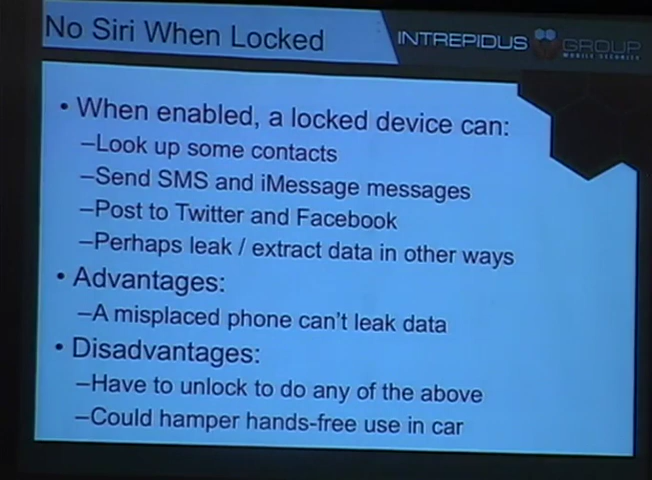 No Siri When Locked
INTREPIDUS GROUP
MOBILE SECURITY
• When enabled, a locked device can:
–Look up some contacts
–Send SMS and iMessage messages
–Post to Twitter and Facebook
–Perhaps leak / extract data in other ways
• Advantages:
–A misplaced phone can't leak data
• Disadvantages:
–Have to unlock to do any of the above
–Could hamper hands-free use in car